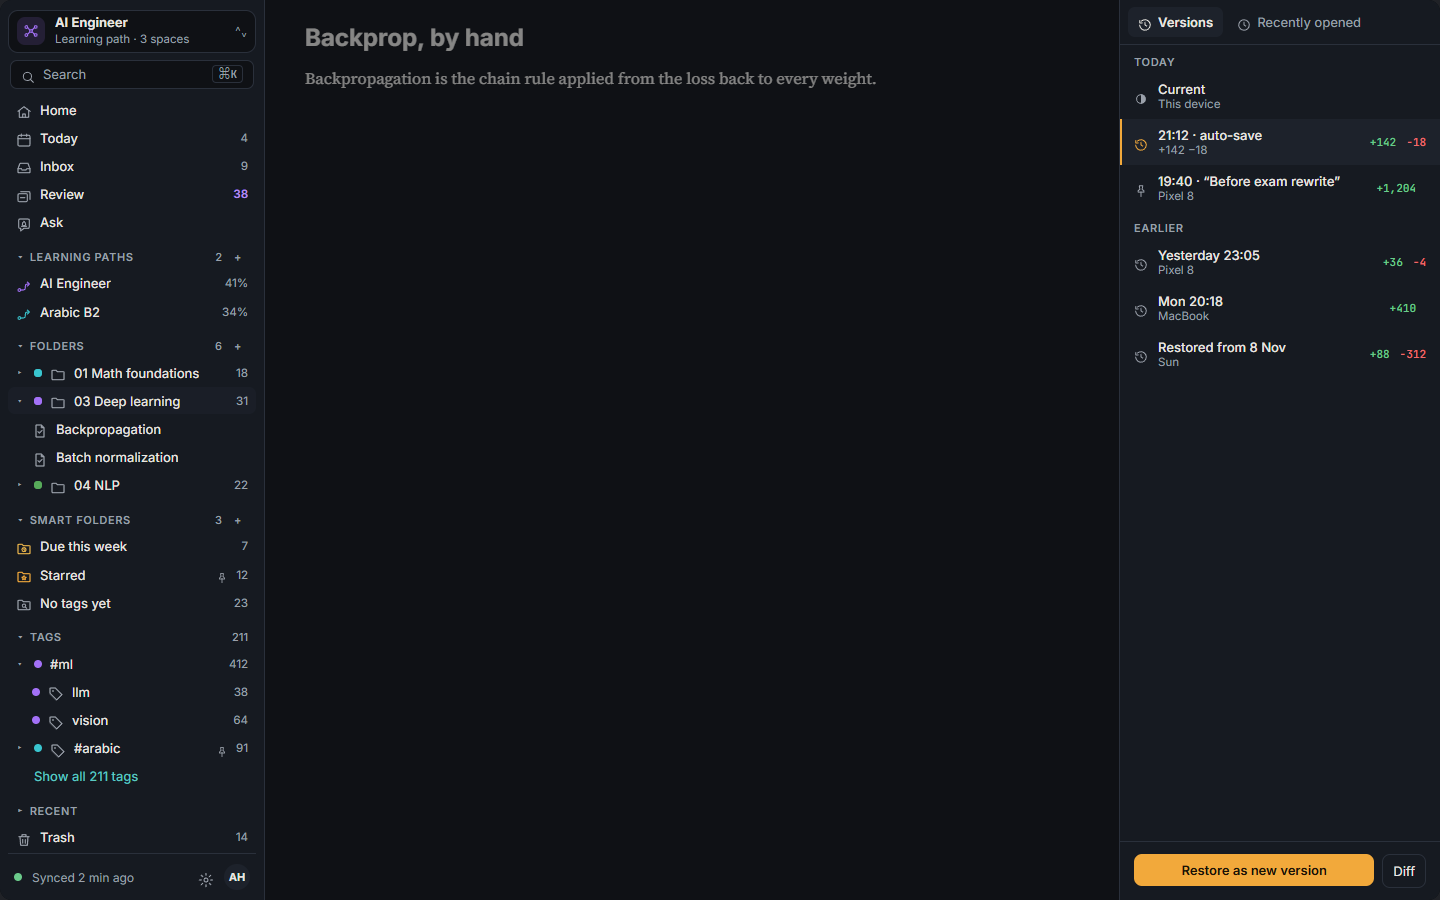 AI Engineer
Learning path · 3 spaces
Search ⌘K
Home
Today 4
Inbox 9
Review 38
Ask
LEARNING PATHS 2 +
AI Engineer 41%
Arabic B2 34%
FOLDERS 6 +
01 Math foundations 18
03 Deep learning 31
Backpropagation
Batch normalization
04 NLP 22
SMART FOLDERS 3 +
Due this week 7
Starred 12
No tags yet 23
TAGS 211
#ml 412
llm 38
vision 64
#arabic 91
Show all 211 tags
RECENT
Trash 14
Synced 2 min ago AH
Backprop, by hand
Backpropagation is the chain rule applied from the loss back to every weight.
Versions Recently opened
TODAY
Current
This device
21:12 · auto-save +142 -18
+142 −18
19:40 · “Before exam rewrite” +1,204
Pixel 8
EARLIER
Yesterday 23:05 +36 -4
Pixel 8
Mon 20:18 +410
MacBook
Restored from 8 Nov +88 -312
Sun
Restore as new version Diff